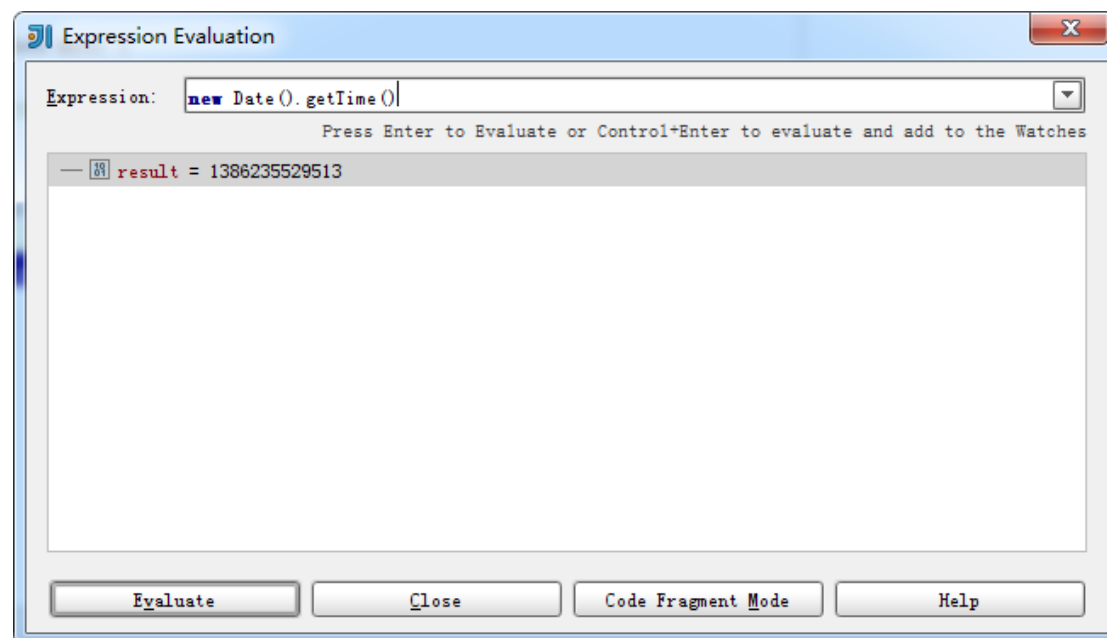 Expression Evaluation
Expression: new Date().getTime()
Press Enter to Evaluate or Control+Enter to evaluate and add to the Watches
result = 1386235529513
Evaluate Close Code Fragment Mode Help